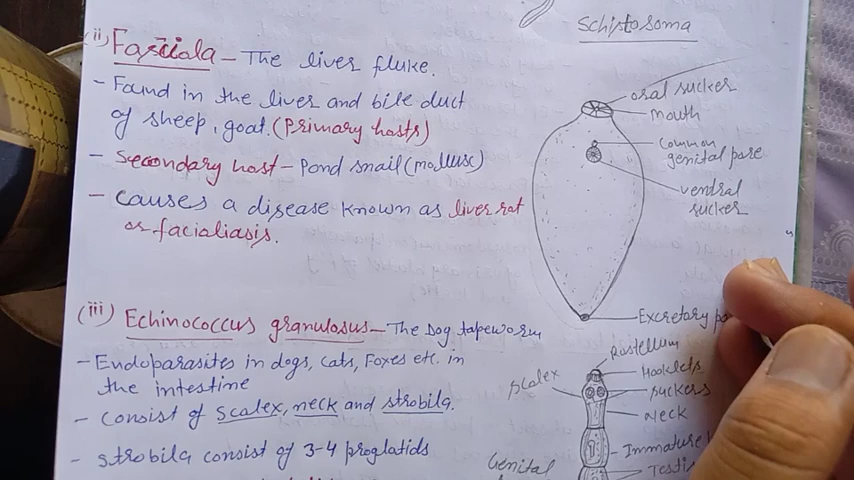 Schistosoma
(ii) Fasciola - The liver fluke.
- Found in the liver and bile duct
of sheep, goat. (Primary hosts)
- Secondary host - Pond snail (mollusc)
- causes a disease known as liver rot
or facialiasis.
oral sucker
mouth
common
genital pore
ventral
sucker
Excretory
(iii) Echinococcus granulosus - The Dog tapeworm
- Endoparasites in dogs, cats, Foxes etc. in
the intestine
- consist of scalex, neck and strobila.
- strobila consist of 3-4 proglatids
Rostellum
scalex
Hooklets
suckers
Neck
Immature
Testis
Genital